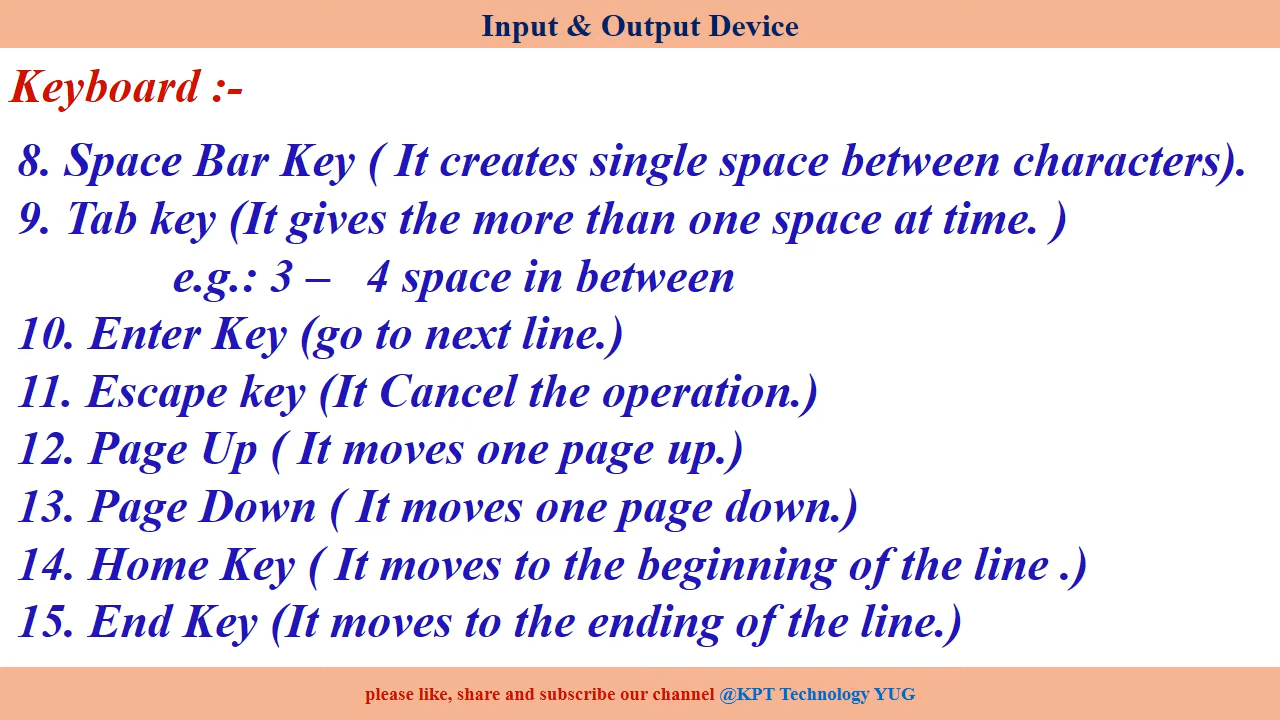 Input & Output Device
Keyboard :-
8. Space Bar Key ( It creates single space between characters).
9. Tab key (It gives the more than one space at time. )
e.g.: 3 – 4 space in between
10. Enter Key (go to next line.)
11. Escape key (It Cancel the operation.)
12. Page Up ( It moves one page up.)
13. Page Down ( It moves one page down.)
14. Home Key ( It moves to the beginning of the line .)
15. End Key (It moves to the ending of the line.)
please like, share and subscribe our channel @KPT Technology YUG